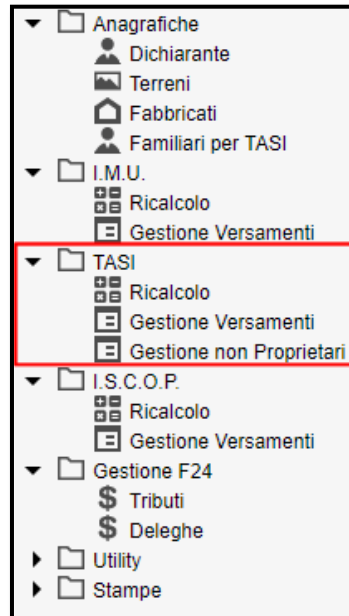 Anagrafiche
Dichiarante
Terreni
Fabbricati
Familiari per TASI
I.M.U.
Ricalcolo
Gestione Versamenti
TASI
Ricalcolo
Gestione Versamenti
Gestione non Proprietari
I.S.C.O.P.
Ricalcolo
Gestione Versamenti
Gestione F24
$ Tributi
$ Deleghe
Utility
Stampe